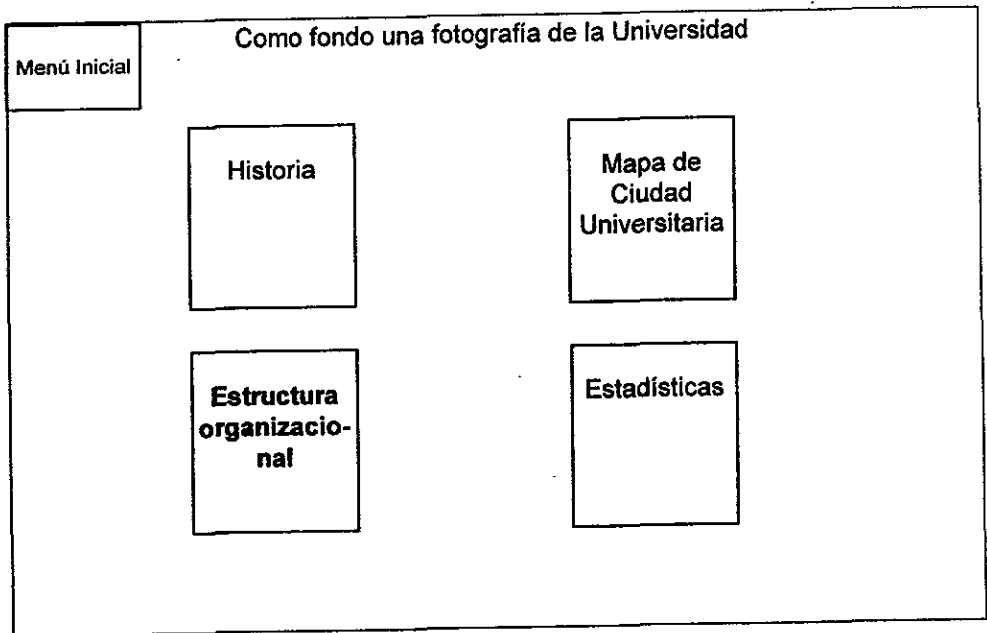 Como fondo una fotografía de la Universidad
Menú Inicial
Historia
Mapa de
Ciudad
Universitaria
Estructura
organizacio-
nal
Estadísticas